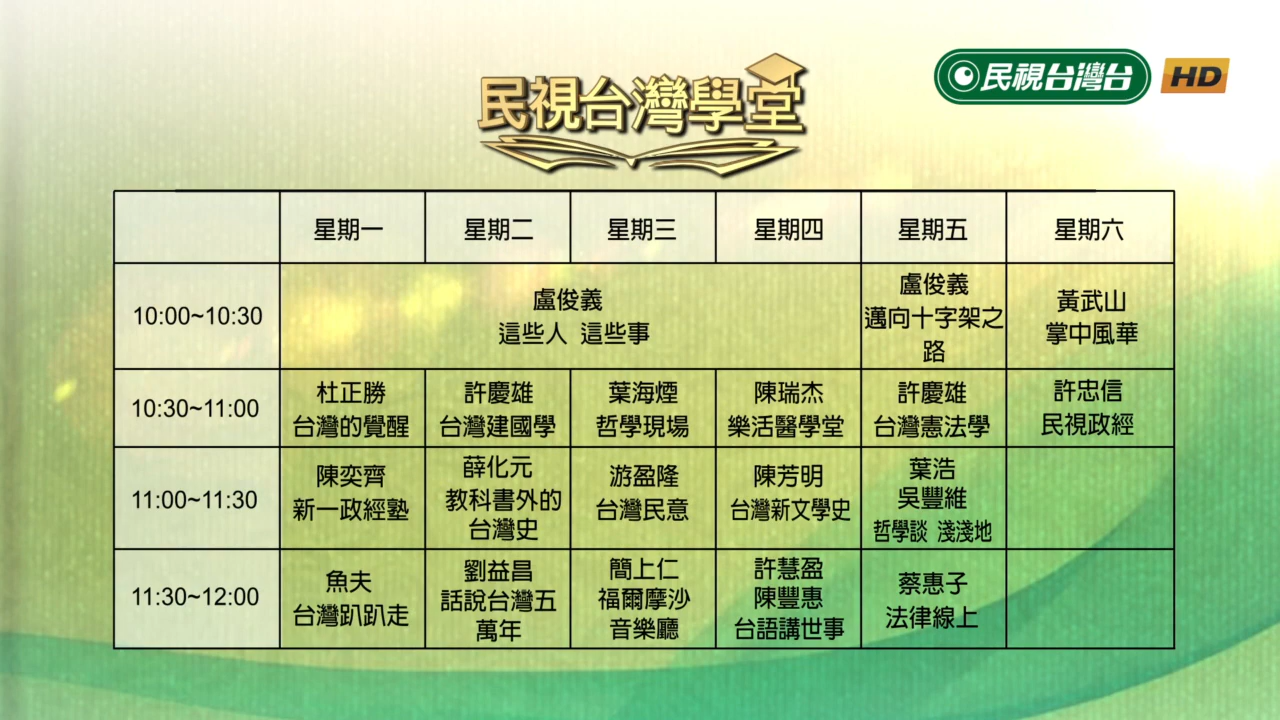 民視台灣學堂
民視台灣台 HD
星期一 星期二 星期三 星期四 星期五 星期六
10:00~10:30
盧俊義
這些人 這些事
盧俊義
邁向十字架之
路
黃武山
掌中風華
10:30~11:00
杜正勝
台灣的覺醒
許慶雄
台灣建國學
葉海煙
哲學現場
陳瑞杰
樂活醫學堂
許慶雄
台灣憲法學
許忠信
民視政經
11:00~11:30
陳奕齊
新一政經塾
薛化元
教科書外的
台灣史
游盈隆
台灣民意
陳芳明
台灣新文學史
葉浩
吳豐維
哲學談 淺淺地
11:30~12:00
魚夫
台灣趴趴走
劉益昌
話說台灣五
萬年
簡上仁
福爾摩沙
音樂廳
許慧盈
陳豐惠
台語講世事
蔡惠子
法律線上